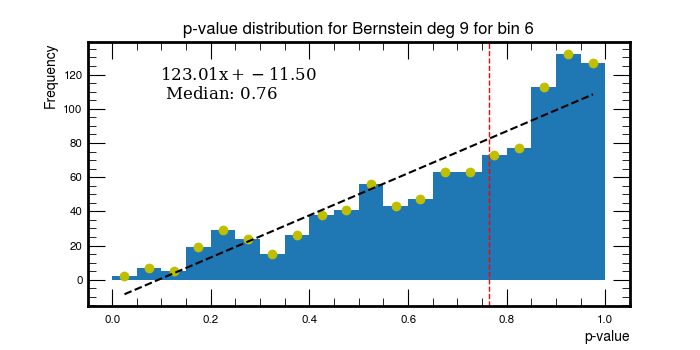 p-value distribution for Bernstein deg 9 for bin 6
Frequency
123.01x + −11.50
Median: 0.76
120
100
80
60
40
20
0
0.0 0.2 0.4 0.6 0.8 1.0
p-value